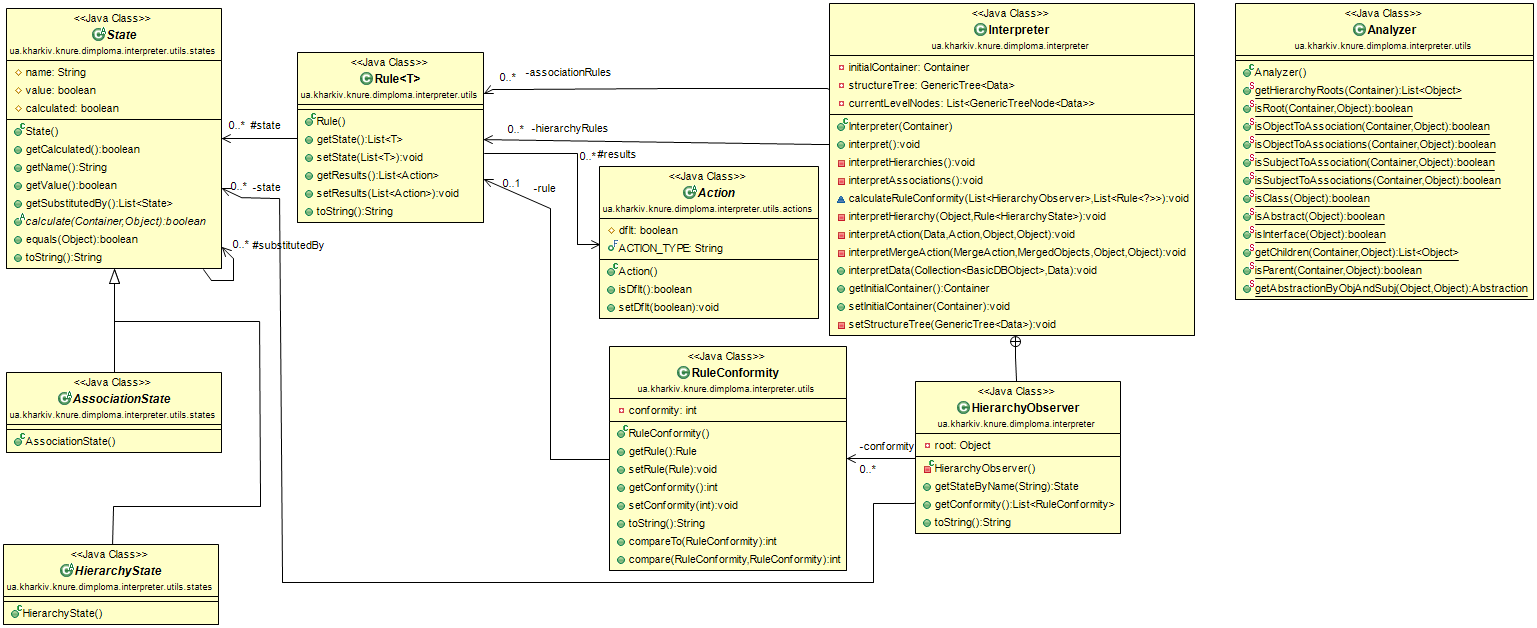 <<Java Class>>
State
ua.kharkiv.knure.dimploma.interpreter.utils.states
name: String
value: boolean
calculated: boolean
State()
getCalculated():boolean
getName():String
getValue():boolean
getSubstitutedBy():List<State>
calculate(Container,Object):boolean
equals(Object):boolean
toString():String
0..* #state
0..* -state
0..* #substitutedBy
<<Java Class>>
AssociationState
ua.kharkiv.knure.dimploma.interpreter.utils.states
AssociationState()
<<Java Class>>
HierarchyState
ua.kharkiv.knure.dimploma.interpreter.utils.states
HierarchyState()
<<Java Class>>
Rule<T>
ua.kharkiv.knure.dimploma.interpreter.utils
Rule()
getState():List<T>
setState(List<T>):void
getResults():List<Action>
setResults(List<Action>):void
toString():String
0..* -associationRules
0..* -hierarchyRules
0..* #results
0..1 -rule
<<Java Class>>
Action
ua.kharkiv.knure.dimploma.interpreter.utils.actions
dflt: boolean
ACTION_TYPE: String
Action()
isDflt():boolean
setDflt(boolean):void
<<Java Class>>
RuleConformity
ua.kharkiv.knure.dimploma.interpreter.utils
conformity: int
RuleConformity()
getRule():Rule
setRule(Rule):void
getConformity():int
setConformity(int):void
toString():String
compareTo(RuleConformity):int
compare(RuleConformity,RuleConformity):int
-conformity
0..*
<<Java Class>>
Interpreter
ua.kharkiv.knure.dimploma.interpreter
initialContainer: Container
structureTree: GenericTree<Data>
currentLevelNodes: List<GenericTreeNode<Data>>
Interpreter(Container)
interpret():void
interpretHierarchies():void
interpretAssociations():void
calculateRuleConformity(List<HierarchyObserver>,List<Rule<?>>):void
interpretHierarchy(Object,Rule<HierarchyState>):void
interpretAction(Data,Action,Object,Object):void
interpretMergeAction(MergeAction,MergedObjects,Object,Object):void
interpretData(Collection<BasicDBObject>,Data):void
getInitialContainer():Container
setInitialContainer(Container):void
setStructureTree(GenericTree<Data>):void
<<Java Class>>
HierarchyObserver
ua.kharkiv.knure.dimploma.interpreter
root: Object
HierarchyObserver()
getStateByName(String):State
getConformity():List<RuleConformity>
toString():String
<<Java Class>>
Analyzer
ua.kharkiv.knure.dimploma.interpreter.utils
Analyzer()
getHierarchyRoots(Container):List<Object>
isRoot(Container,Object):boolean
isObjectToAssociation(Container,Object):boolean
isObjectToAssociations(Container,Object):boolean
isSubjectToAssociation(Container,Object):boolean
isSubjectToAssociations(Container,Object):boolean
isClass(Object):boolean
isAbstract(Object):boolean
isInterface(Object):boolean
getChildren(Container,Object):List<Object>
isParent(Container,Object):boolean
getAbstractionByObjAndSubj(Object,Object):Abstraction